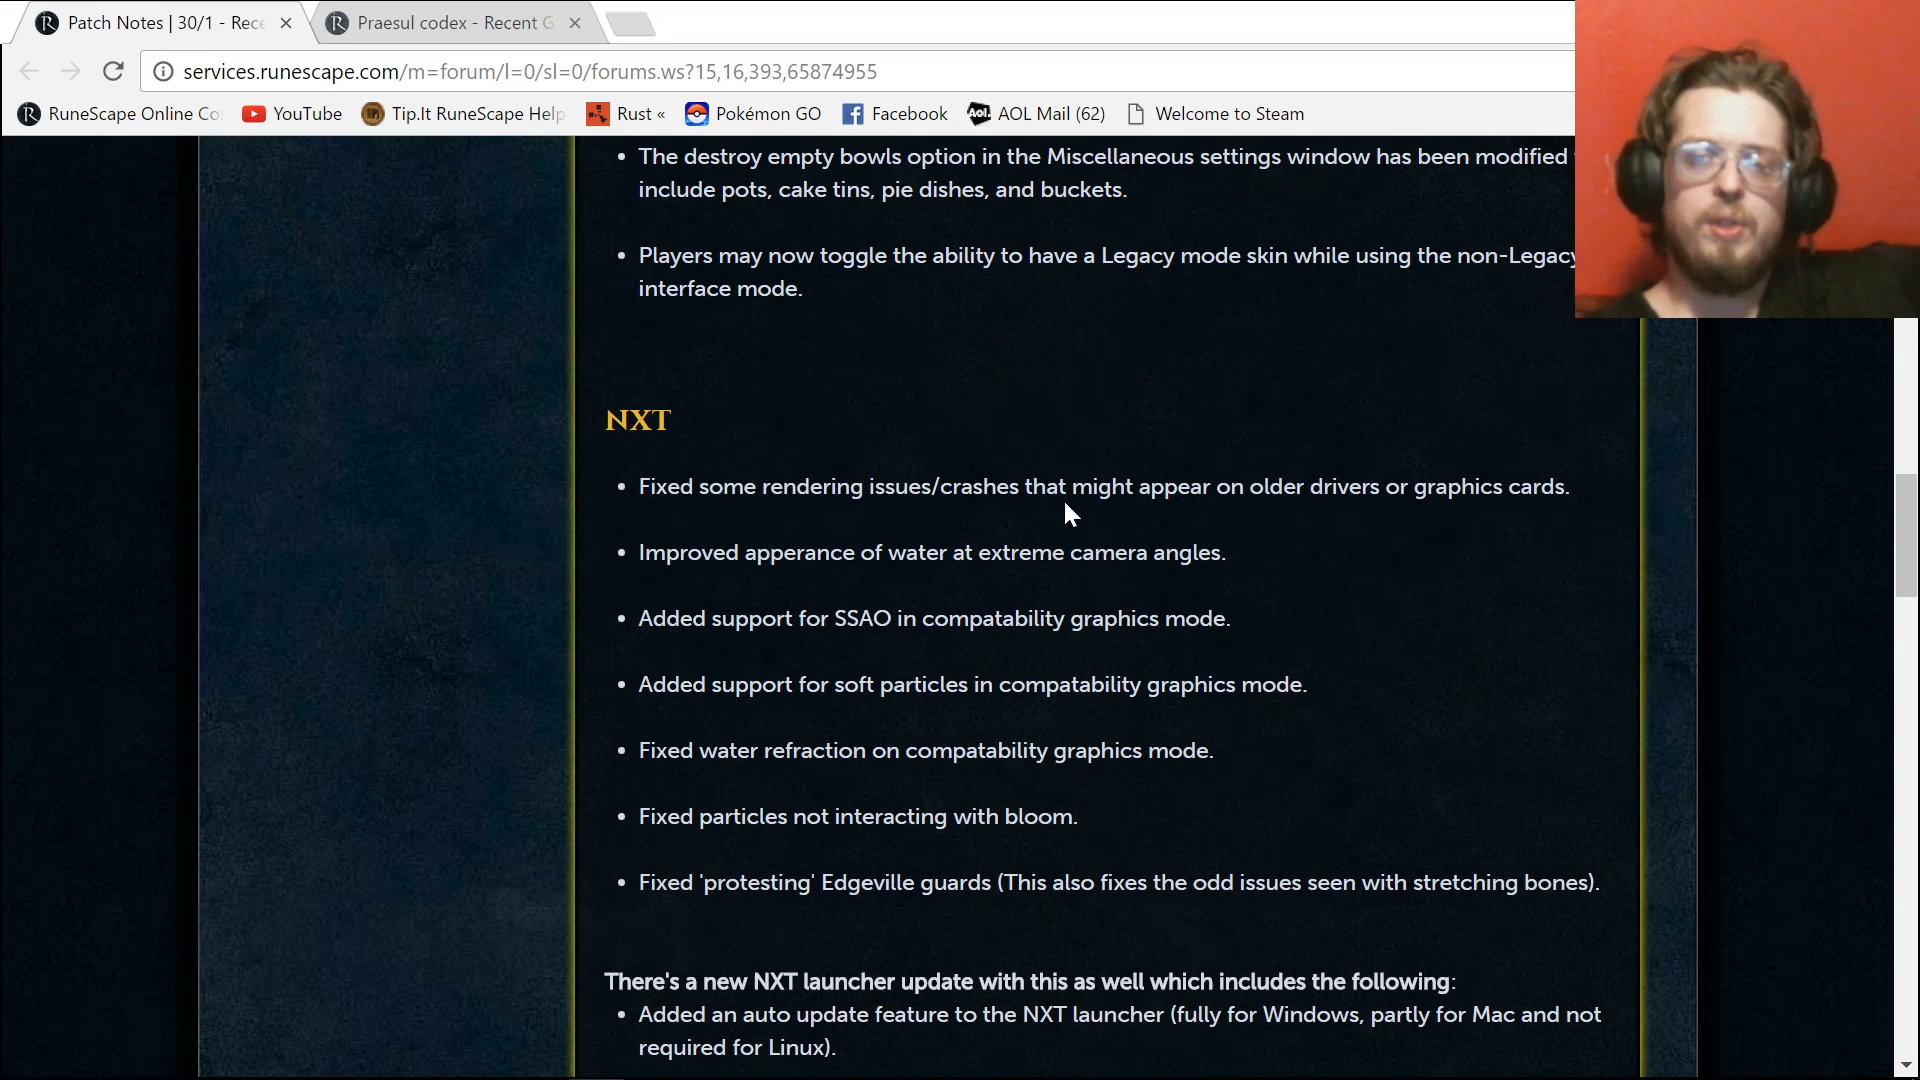 Patch Notes | 30/1 - Rece
Praesul codex - Recent G
services.runescape.com/m=forum/l=0/sl=0/forums.ws?15,16,393,65874955
RuneScape Online Co
YouTube
Tip.It RuneScape Help
Rust «
Pokémon GO
Facebook
Aol.
AOL Mail (62)
Welcome to Steam
• The destroy empty bowls option in the Miscellaneous settings window has been modified
include pots, cake tins, pie dishes, and buckets.
• Players may now toggle the ability to have a Legacy mode skin while using the non-Legacy
interface mode.
NXT
• Fixed some rendering issues/crashes that might appear on older drivers or graphics cards.
• Improved apperance of water at extreme camera angles.
• Added support for SSAO in compatability graphics mode.
• Added support for soft particles in compatability graphics mode.
• Fixed water refraction on compatability graphics mode.
• Fixed particles not interacting with bloom.
• Fixed 'protesting' Edgeville guards (This also fixes the odd issues seen with stretching bones).
There's a new NXT launcher update with this as well which includes the following:
• Added an auto update feature to the NXT launcher (fully for Windows, partly for Mac and not
required for Linux).